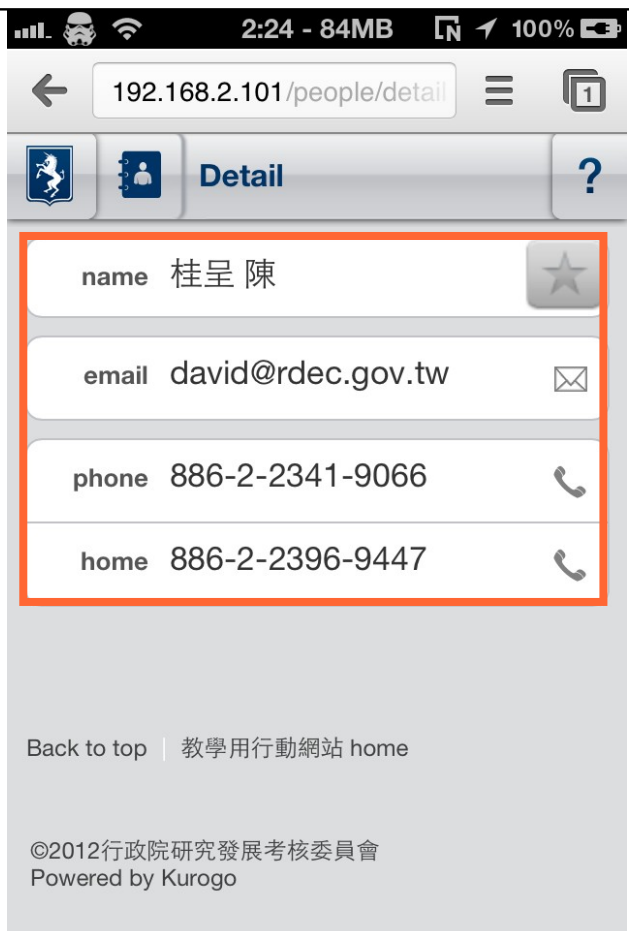 2:24 - 84MB 100%
192.168.2.101/people/detail 1
Detail ?
name 桂呈 陳
email david@rdec.gov.tw
phone 886-2-2341-9066
home 886-2-2396-9447
Back to top 教學用行動網站 home
©2012行政院研究發展考核委員會
Powered by Kurogo